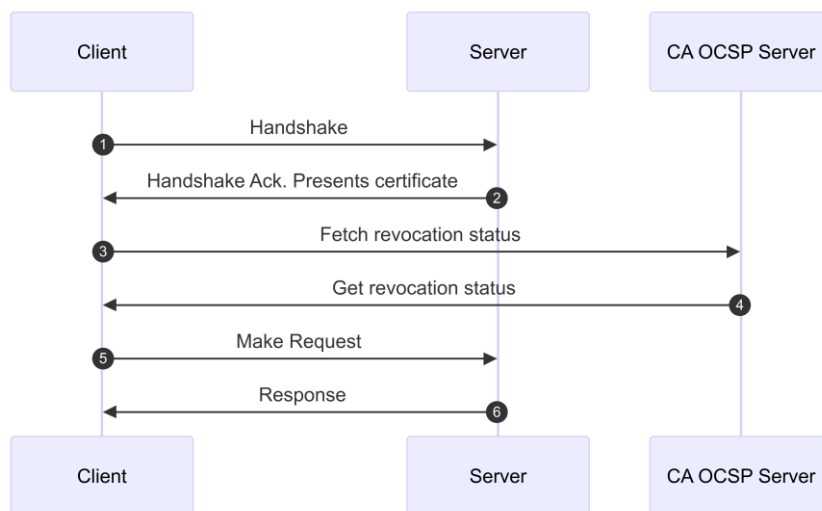 Client
Server
CA OCSP Server
Handshake
1
Handshake Ack. Presents certificate
2
Fetch revocation status
3
Get revocation status
4
Make Request
5
Response
6
Client
Server
CA OCSP Server